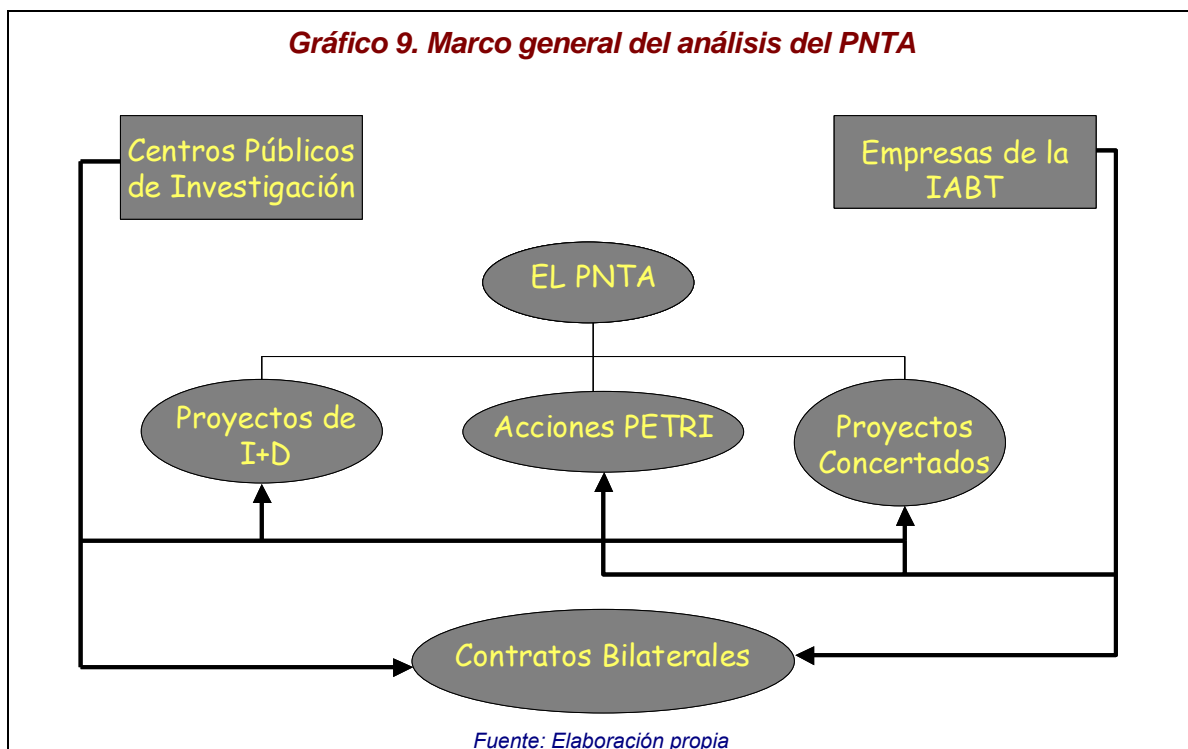 Gráfico 9. Marco general del análisis del PNTA
Centros Públicos
de Investigación
Empresas de la
IABT
EL PNTA
Proyectos de
I+D
Acciones PETRI
Proyectos
Concertados
Contratos Bilaterales
Fuente: Elaboración propia